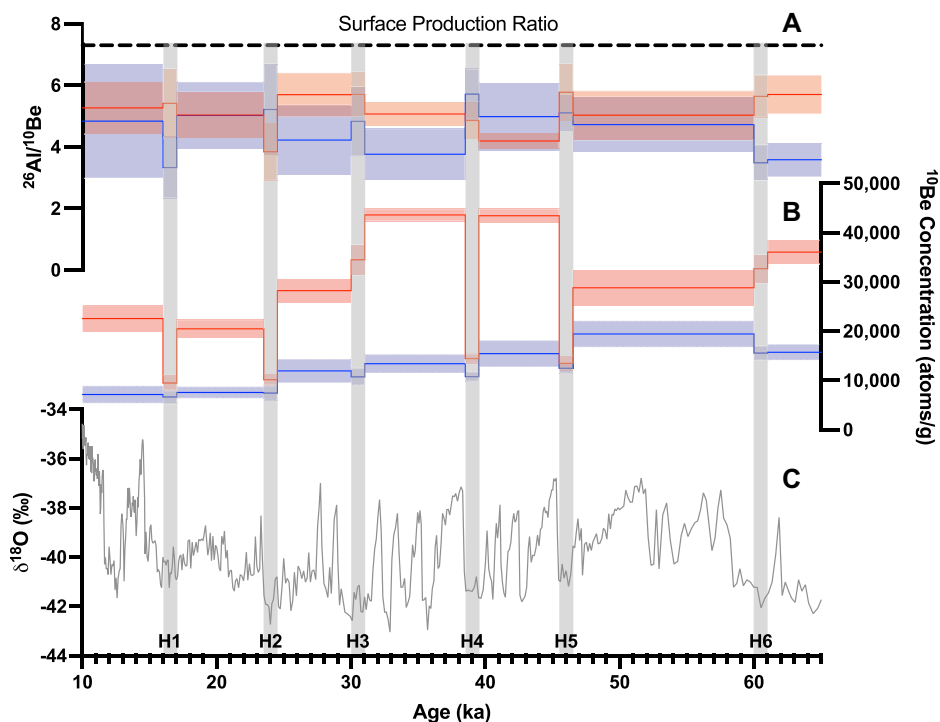 Surface Production Ratio
A
8
6
4
2
0
26Al/10Be
B
50,000
40,000
30,000
20,000
10,000
0
10Be Concentration (atoms/g)
C
-34
-36
-38
-40
-42
-44
δ18O (‰)
H1 H2 H3 H4 H5 H6
10 20 30 40 50 60
Age (ka)